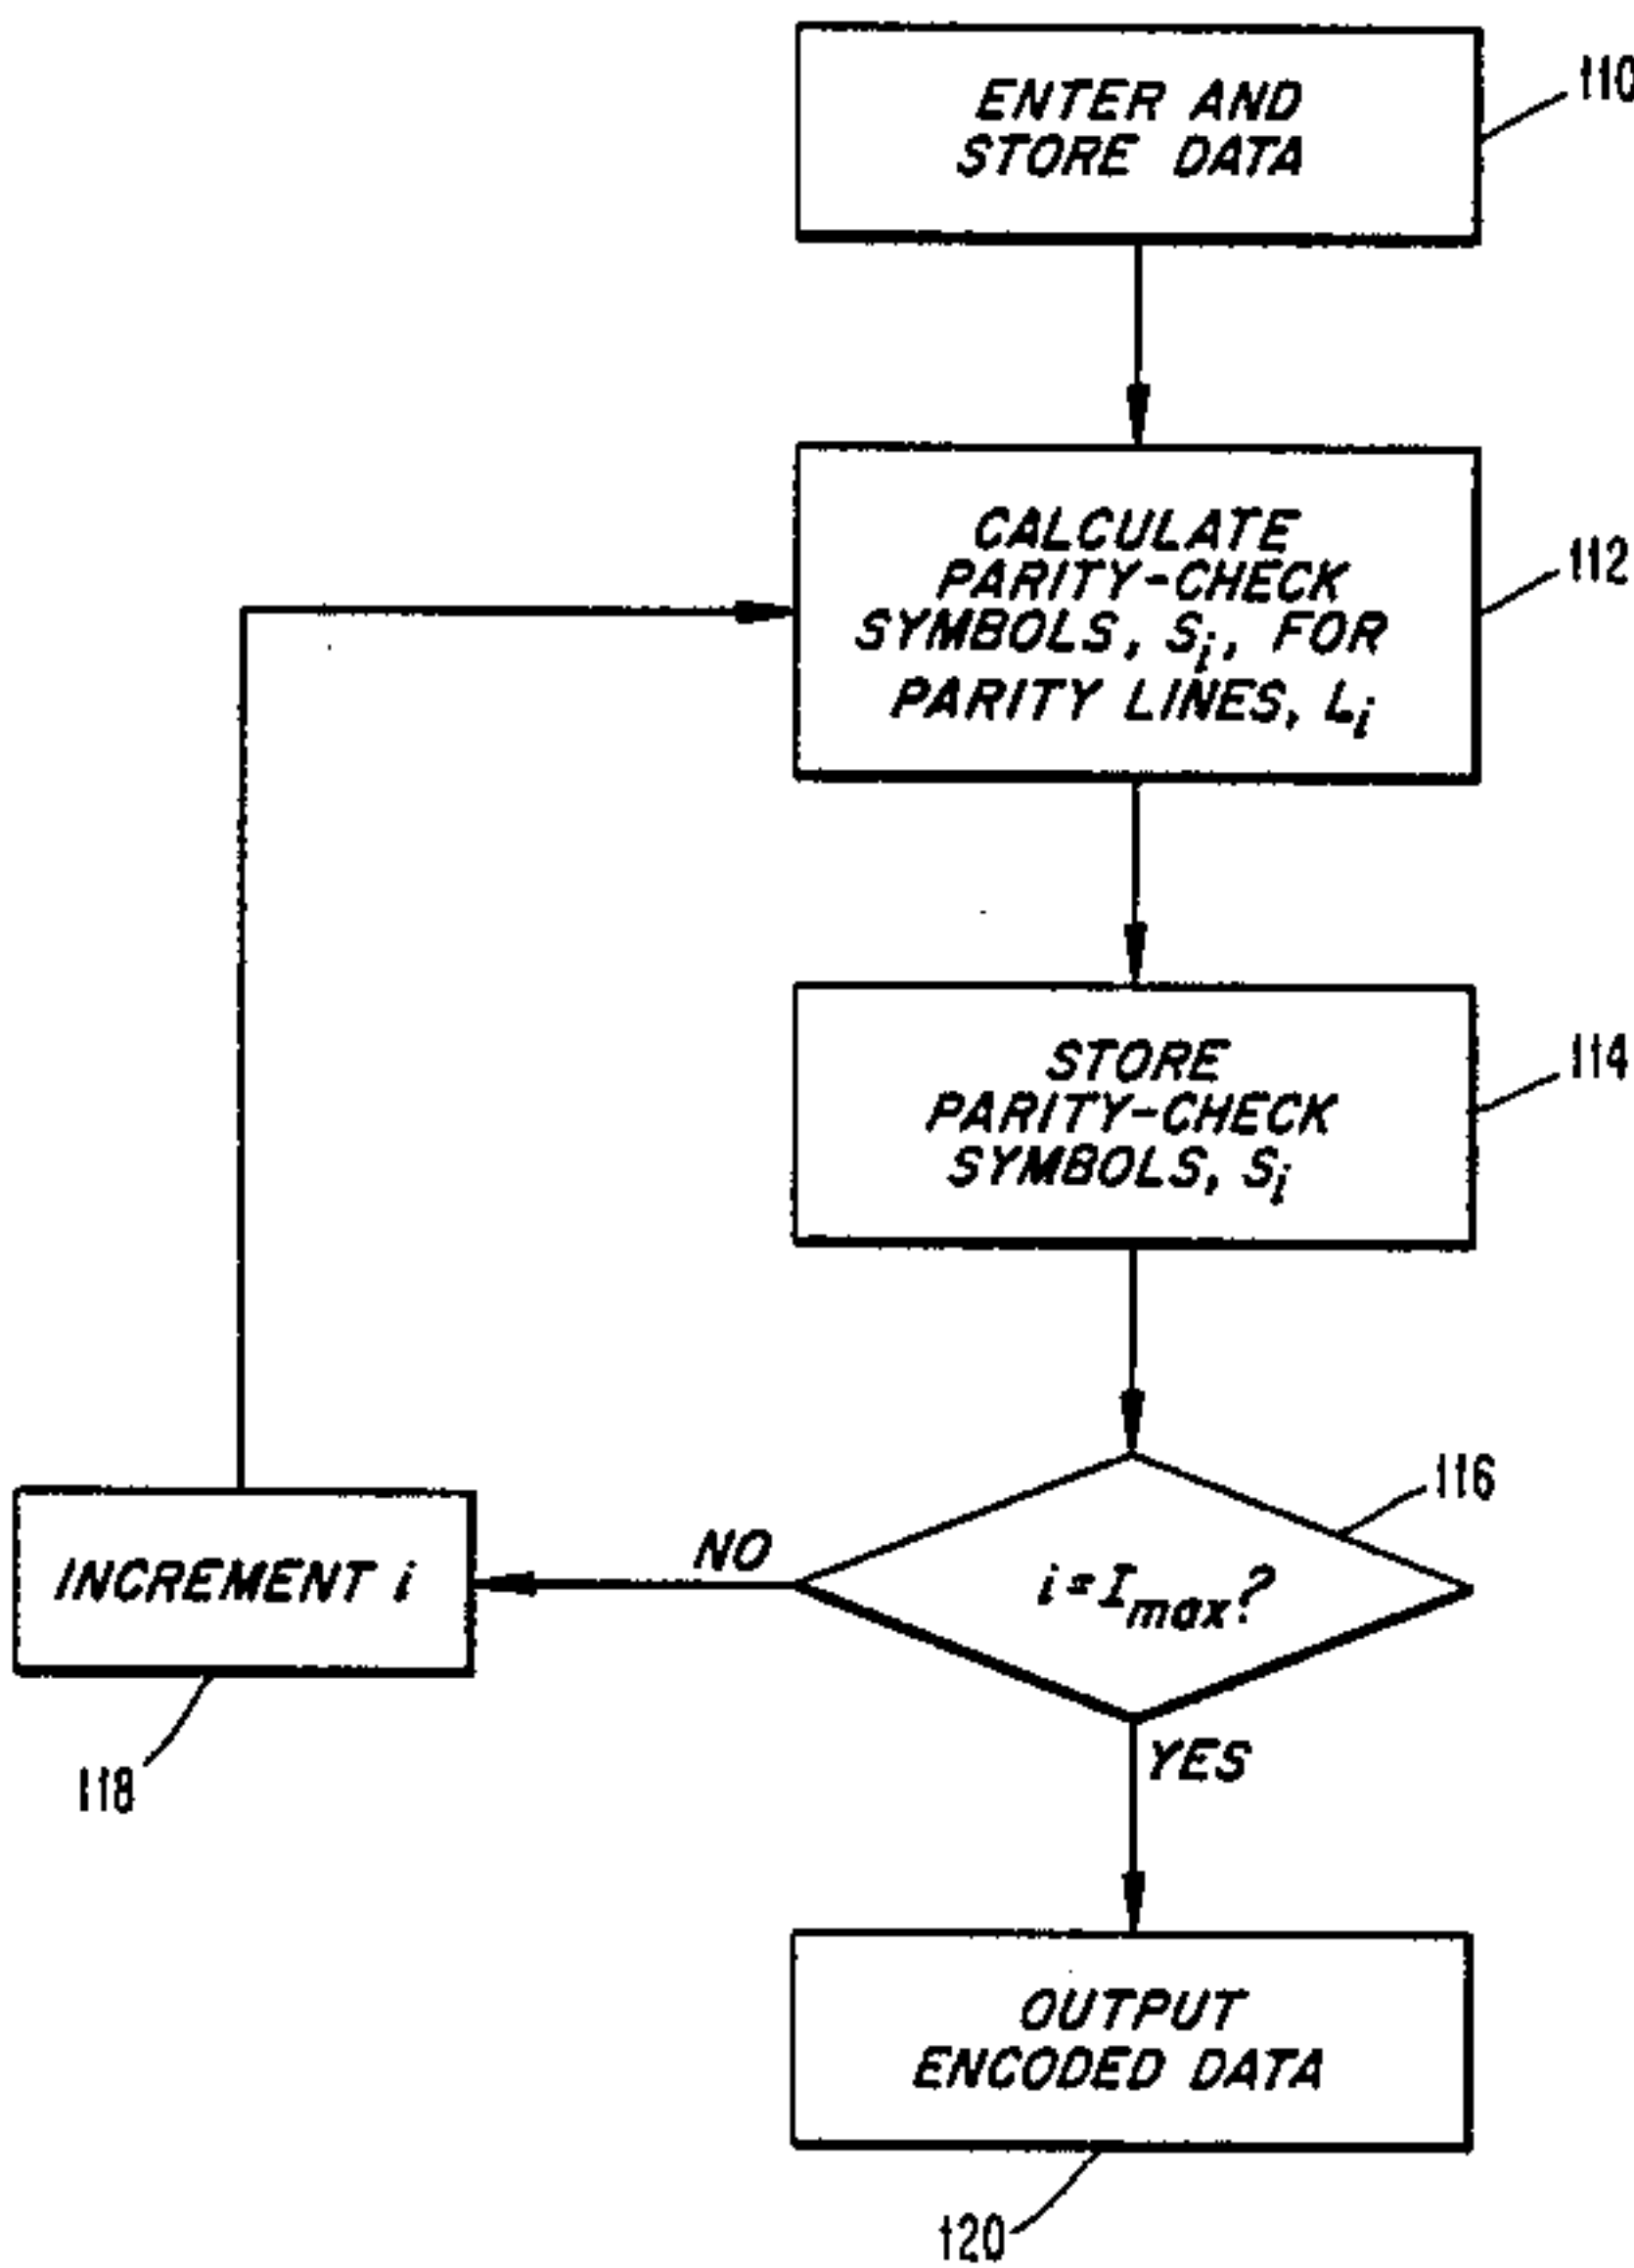 ENTER AND
STORE DATA
110
CALCULATE
PARITY-CHECK
SYMBOLS, Si, FOR
PARITY LINES, Li
112
STORE
PARITY-CHECK
SYMBOLS, Si
114
i=Imax?
116
NO
INCREMENT i
118
YES
OUTPUT
ENCODED DATA
120